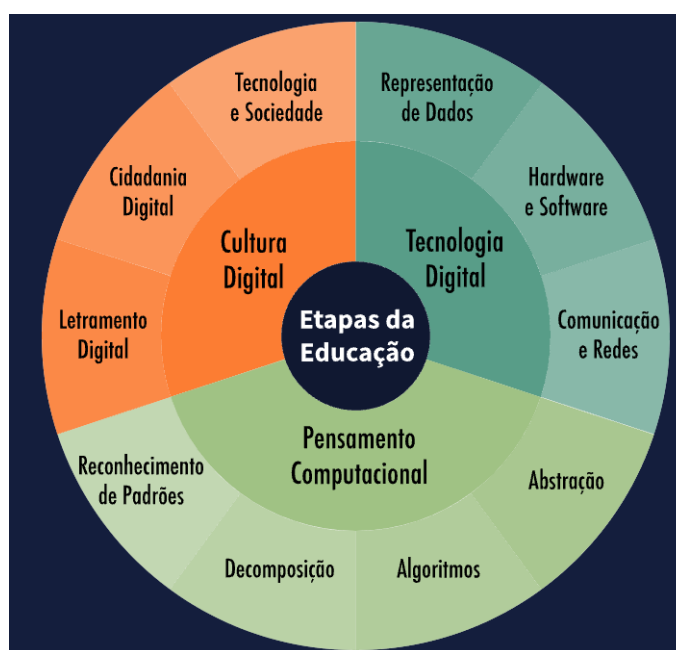 Tecnologia
e Sociedade
Representação
de Dados
Cidadania
Digital
Hardware
e Software
Cultura
Digital
Tecnologia
Digital
Letramento
Digital
Etapas da
Educação
Comunicação
e Redes
Pensamento
Computacional
Reconhecimento
de Padrões
Abstração
Decomposição
Algoritmos